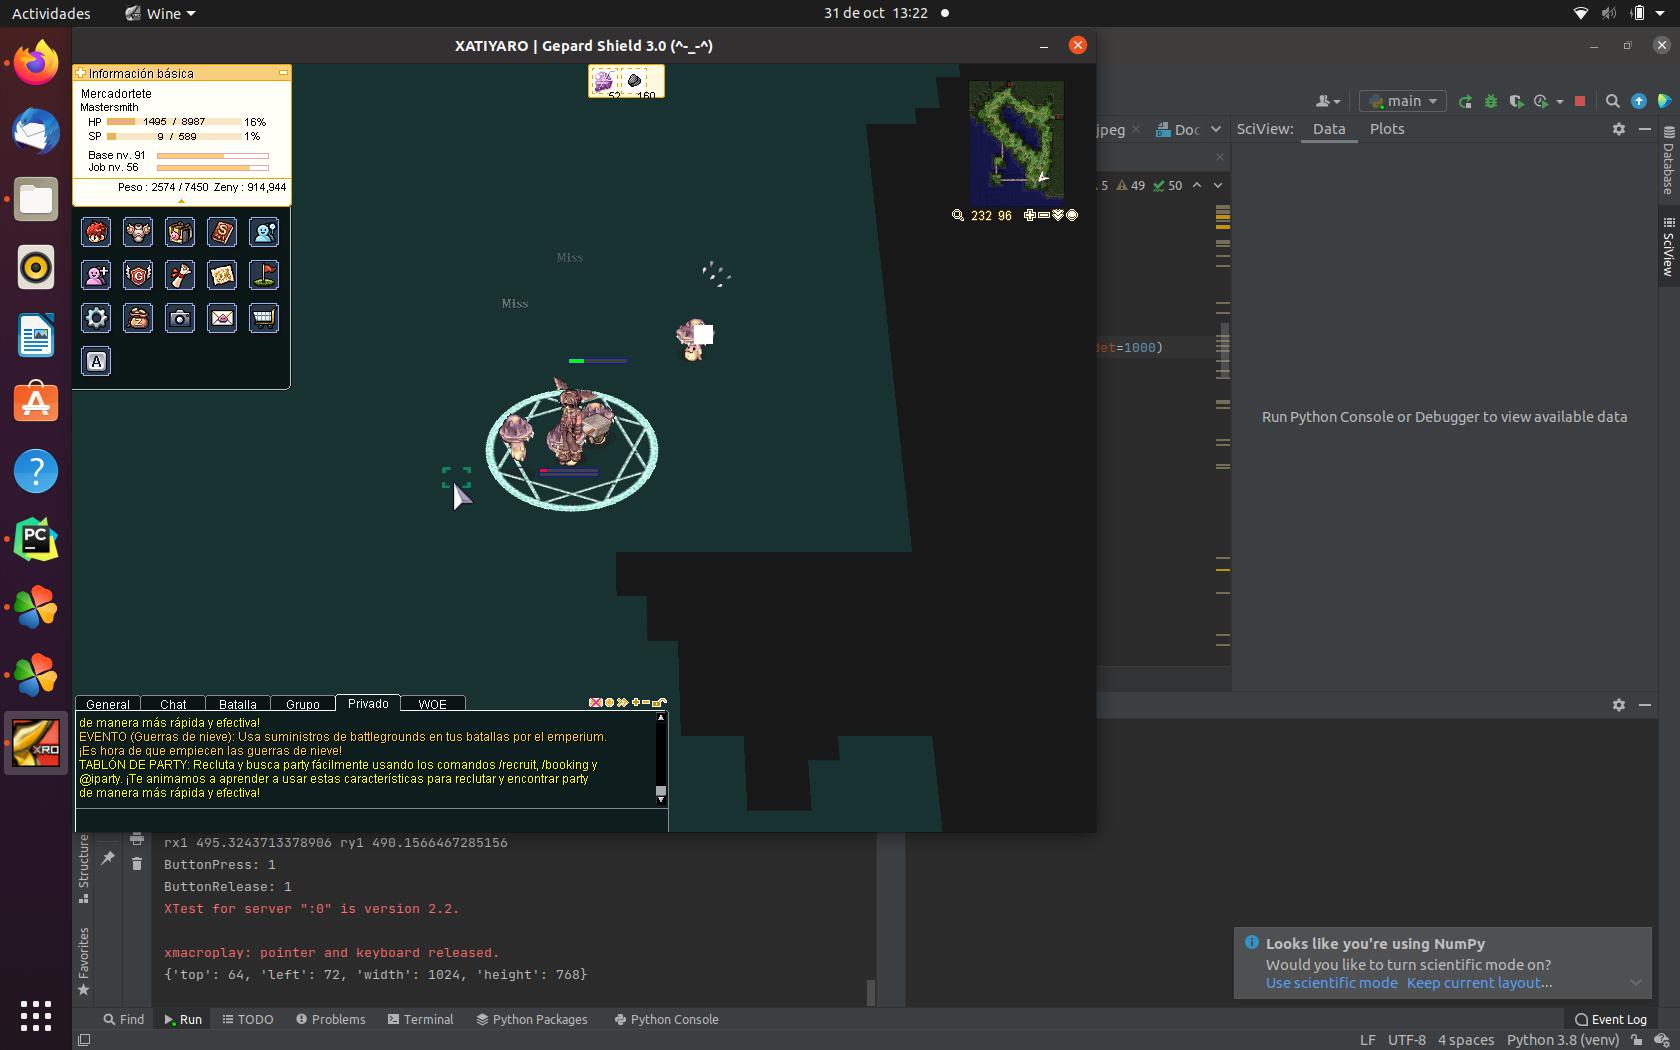 Actividades
Wine
31 de oct 13:22
XATIYARO | Gepard Shield 3.0 (^-_-^)
Información básica
Mercadortete
Mastersmith
HP 1495 / 8987 16%
SP 9 / 589 1%
Base nv. 91
Job nv. 56
Peso : 2574 / 7450 Zeny : 914,944
52 160
232 96
Miss
Miss
A
main
jpeg
Doc
SciView: Data Plots
5 49 50
det=1000)
Run Python Console or Debugger to view available data
Database
SciView
General Chat Batalla Grupo Privado WOE
de manera más rápida y efectiva!
EVENTO (Guerras de nieve): Usa suministros de battlegrounds en tus batallas por el emperium.
¡Es hora de que empiecen las guerras de nieve!
TABLÓN DE PARTY: Recluta y busca party fácilmente usando los comandos /recruit, /booking y
@iparty. ¡Te animamos a aprender a usar estas características para reclutar y encontrar party
de manera más rápida y efectiva!
PC
XRO
Structure
Favorites
rx1 495.3243713378906 ry1 490.1566467285156
ButtonPress: 1
ButtonRelease: 1
XTest for server ":0" is version 2.2.
xmacroplay: pointer and keyboard released.
{'top': 64, 'left': 72, 'width': 1024, 'height': 768}
Looks like you're using NumPy
Would you like to turn scientific mode on?
Use scientific mode Keep current layout...
Find Run TODO Problems Terminal Python Packages Python Console Event Log
LF UTF-8 4 spaces Python 3.8 (venv)